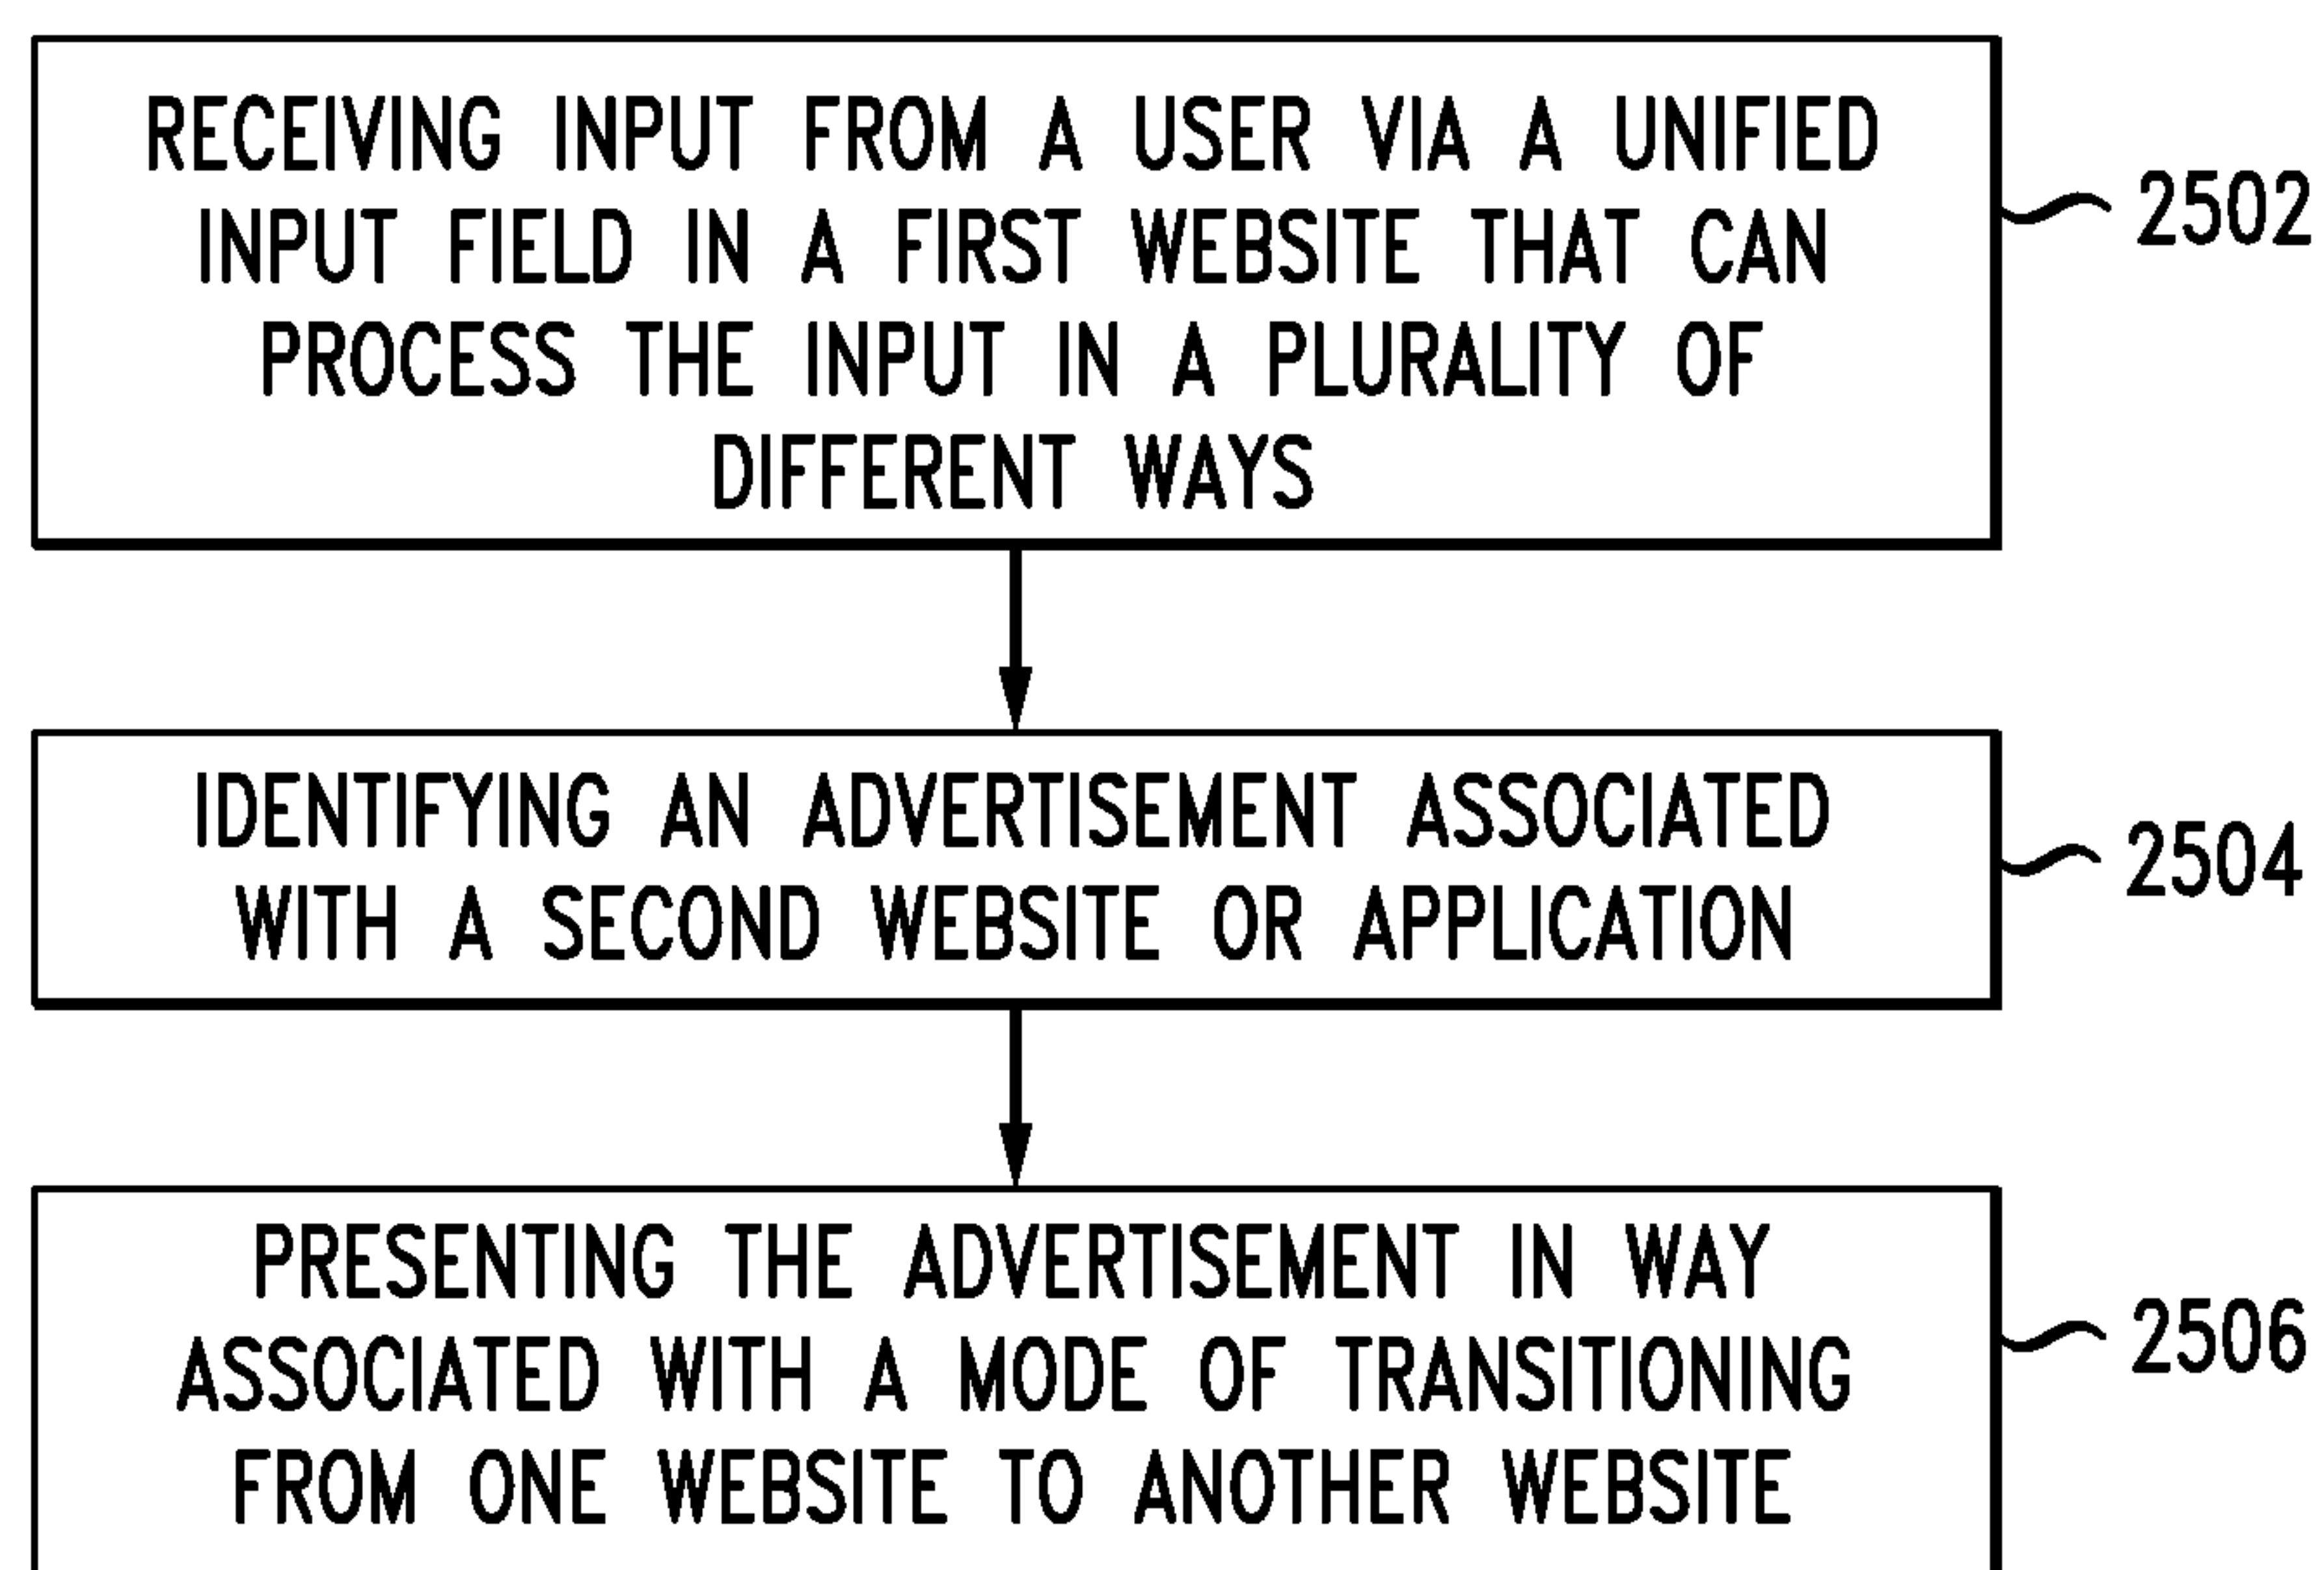 RECEIVING INPUT FROM A USER VIA A UNIFIED
INPUT FIELD IN A FIRST WEBSITE THAT CAN
PROCESS THE INPUT IN A PLURALITY OF
DIFFERENT WAYS
2502
IDENTIFYING AN ADVERTISEMENT ASSOCIATED
WITH A SECOND WEBSITE OR APPLICATION
2504
PRESENTING THE ADVERTISEMENT IN WAY
ASSOCIATED WITH A MODE OF TRANSITIONING
FROM ONE WEBSITE TO ANOTHER WEBSITE
2506